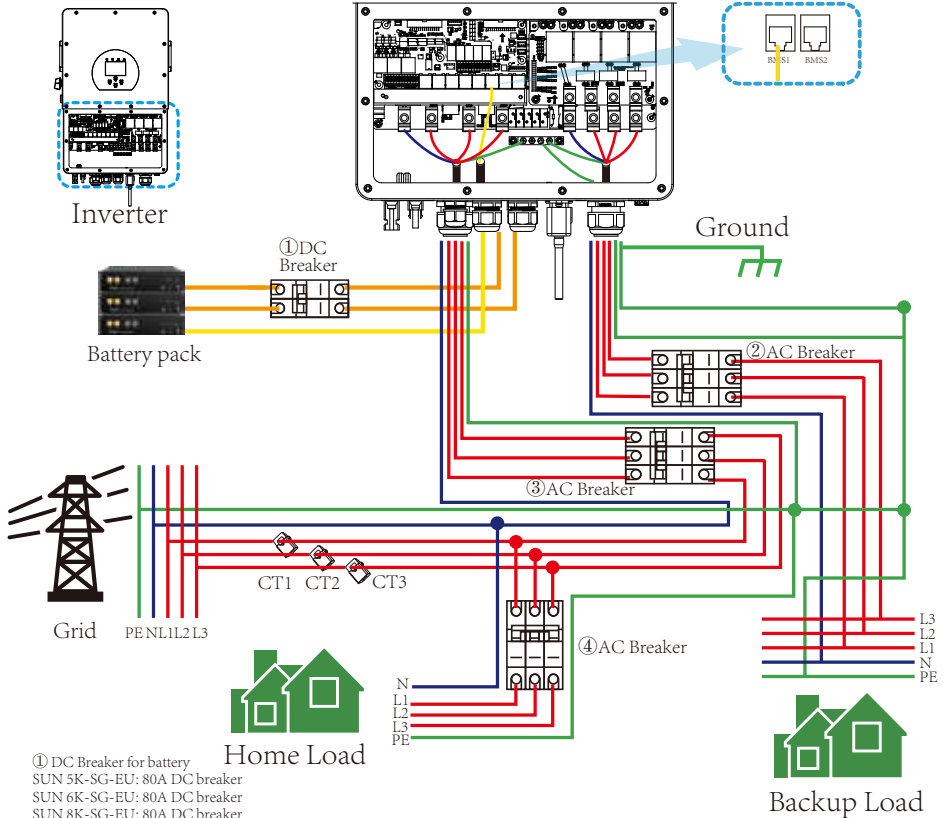 BMS1 BMS2
Inverter
Ground
①DC
Breaker
Battery pack
②AC Breaker
③AC Breaker
CT1 CT2 CT3
Grid
PE N L1 L2 L3
④AC Breaker
L3
L2
L1
N
PE
N
L1
L2
L3
PE
Home Load
Backup Load
① DC Breaker for battery
SUN 5K-SG-EU: 80A DC breaker
SUN 6K-SG-EU: 80A DC breaker
SUN 8K-SG-EU: 80A DC breaker